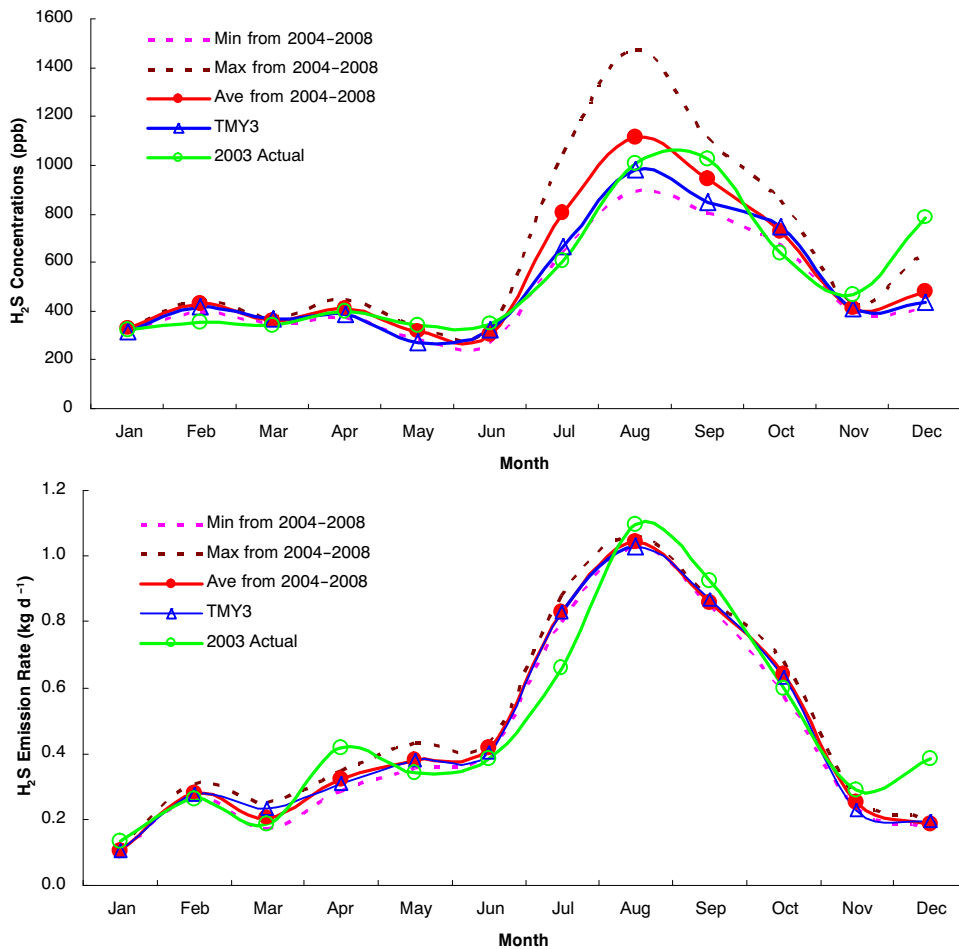 H₂S Concentrations (ppb)
1600
1400
1200
1000
800
600
400
200
0
Min from 2004–2008
Max from 2004–2008
Ave from 2004–2008
TMY3
2003 Actual
Jan Feb Mar Apr May Jun Jul Aug Sep Oct Nov Dec
Month
H₂S Emission Rate (kg d⁻¹)
1.2
1.0
0.8
0.6
0.4
0.2
0.0
Min from 2004–2008
Max from 2004–2008
Ave from 2004–2008
TMY3
2003 Actual
Jan Feb Mar Apr May Jun Jul Aug Sep Oct Nov Dec
Month